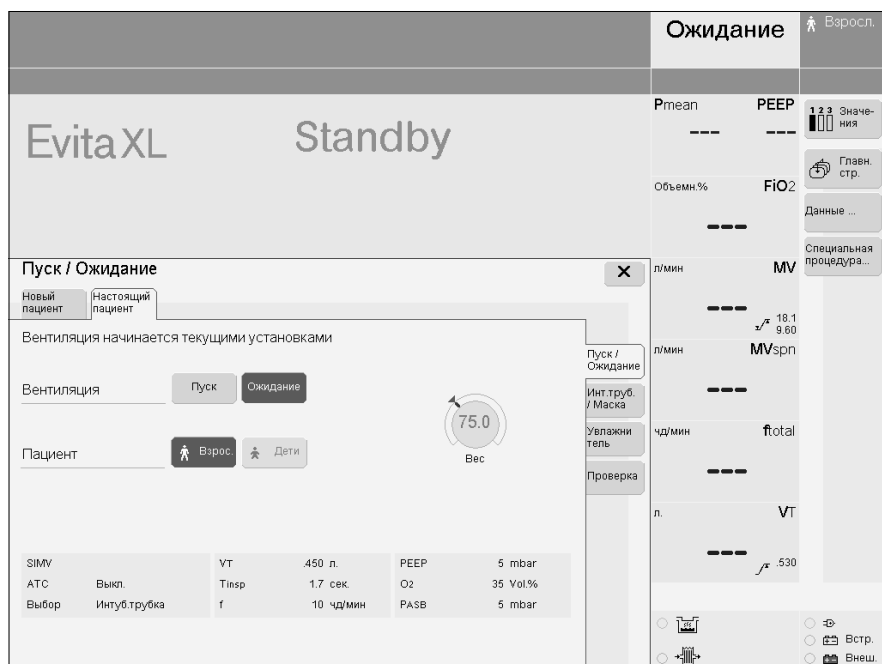 Ожидание
Взросл.
Evita XL Standby
Pmean PEEP
--- ---
1 2 3 Значе-
ния
Главн.
стр.
Объемн.% FiO2
---
Данные ...
Специальная
процедура...
Пуск / Ожидание
л/мин MV
---
18.1
9.60
Новый
пациент
Настоящий
пациент
Вентиляция начинается текущими установками
Пуск /
Ожидание
л/мин MVspn
---
Вентиляция Пуск Ожидание
Инт.труб.
/ Маска
75.0
Вес
Увлажни
тель
чд/мин ftotal
---
Пациент Взрос. Дети
Проверка
л. VT
---
.530
SIMV VT .450 л. PEEP 5 mbar
ATC Выкл. Tinsp 1.7 сек. O2 35 Vol.%
Выбор Интуб.трубка f 10 чд/мин PASB 5 mbar
Встр.
Внеш.